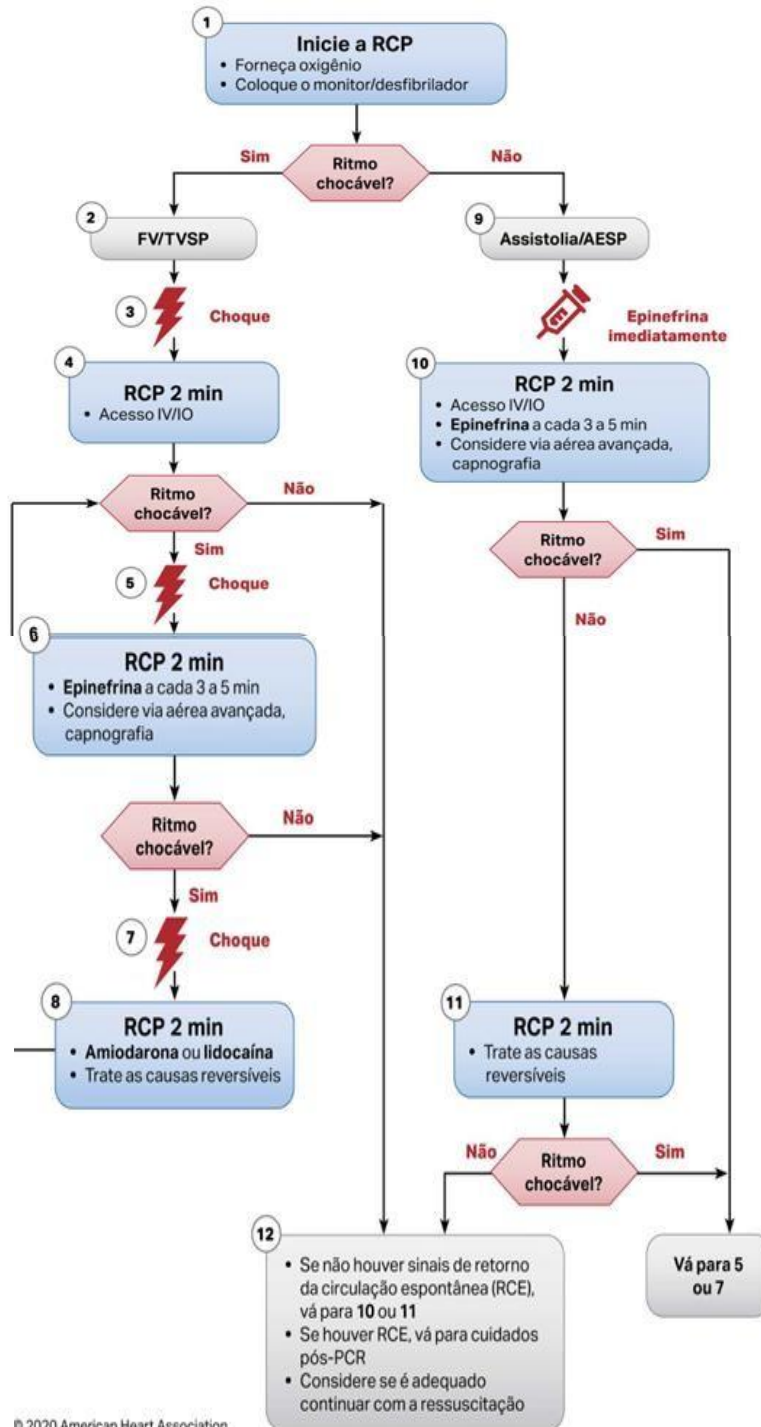 1
Inicie a RCP
• Forneça oxigênio
• Coloque o monitor/desfibrilador
Sim
Ritmo
chocável?
Não
2
FV/TVSP
3
Choque
4
RCP 2 min
• Acesso IV/IO
Ritmo
chocável?
Não
Sim
5
Choque
6
RCP 2 min
• Epinefrina a cada 3 a 5 min
• Considere via aérea avançada,
capnografia
Ritmo
chocável?
Não
Sim
7
Choque
8
RCP 2 min
• Amiodarona ou lidocaína
• Trate as causas reversíveis
9
Assistolia/AESP
Epinefrina
imediatamente
10
RCP 2 min
• Acesso IV/IO
• Epinefrina a cada 3 a 5 min
• Considere via aérea avançada,
capnografia
Ritmo
chocável?
Sim
Não
11
RCP 2 min
• Trate as causas
reversíveis
Não
Ritmo
chocável?
Sim
12
• Se não houver sinais de retorno
da circulação espontânea (RCE),
vá para 10 ou 11
• Se houver RCE, vá para cuidados
pós-PCR
• Considere se é adequado
continuar com a ressuscitação
Vá para 5
ou 7
© 2020 American Heart Association